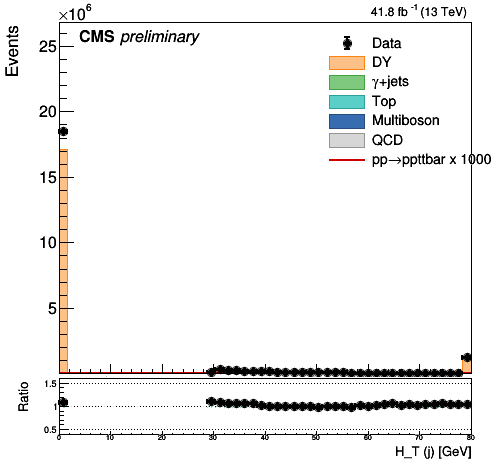 ×10⁶
41.8 fb⁻¹ (13 TeV)
CMS preliminary
Events
25
20
15
10
5
Data
DY
γ+jets
Top
Multiboson
QCD
pp→ppttbar x 1000
Ratio
1.5
1
0.5
0 10 20 30 40 50 60 70 80
H_T (j) [GeV]